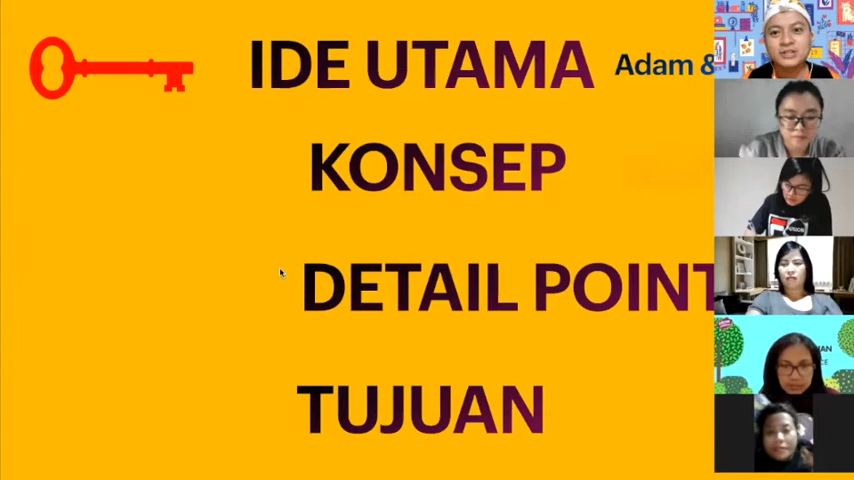 IDE UTAMA
Adam &
KONSEP
DETAIL POINT
TUJUAN